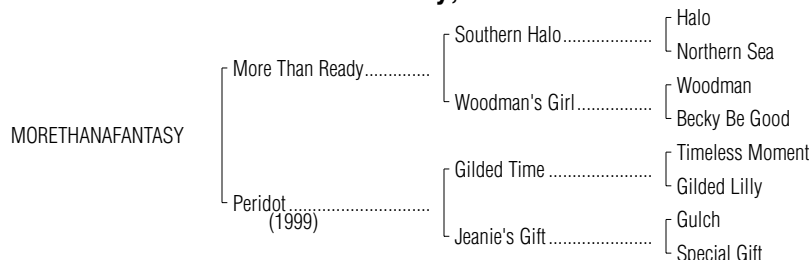 Halo
Southern Halo..................
Northern Sea
More Than Ready..............
Woodman
Woodman's Girl...............
Becky Be Good
MORETHANAFANTASY
Timeless Moment
Gilded Time ....................
Gilded Lilly
Peridot............................
(1999)
Gulch
Jeanie's Gift.....................
Special Gift